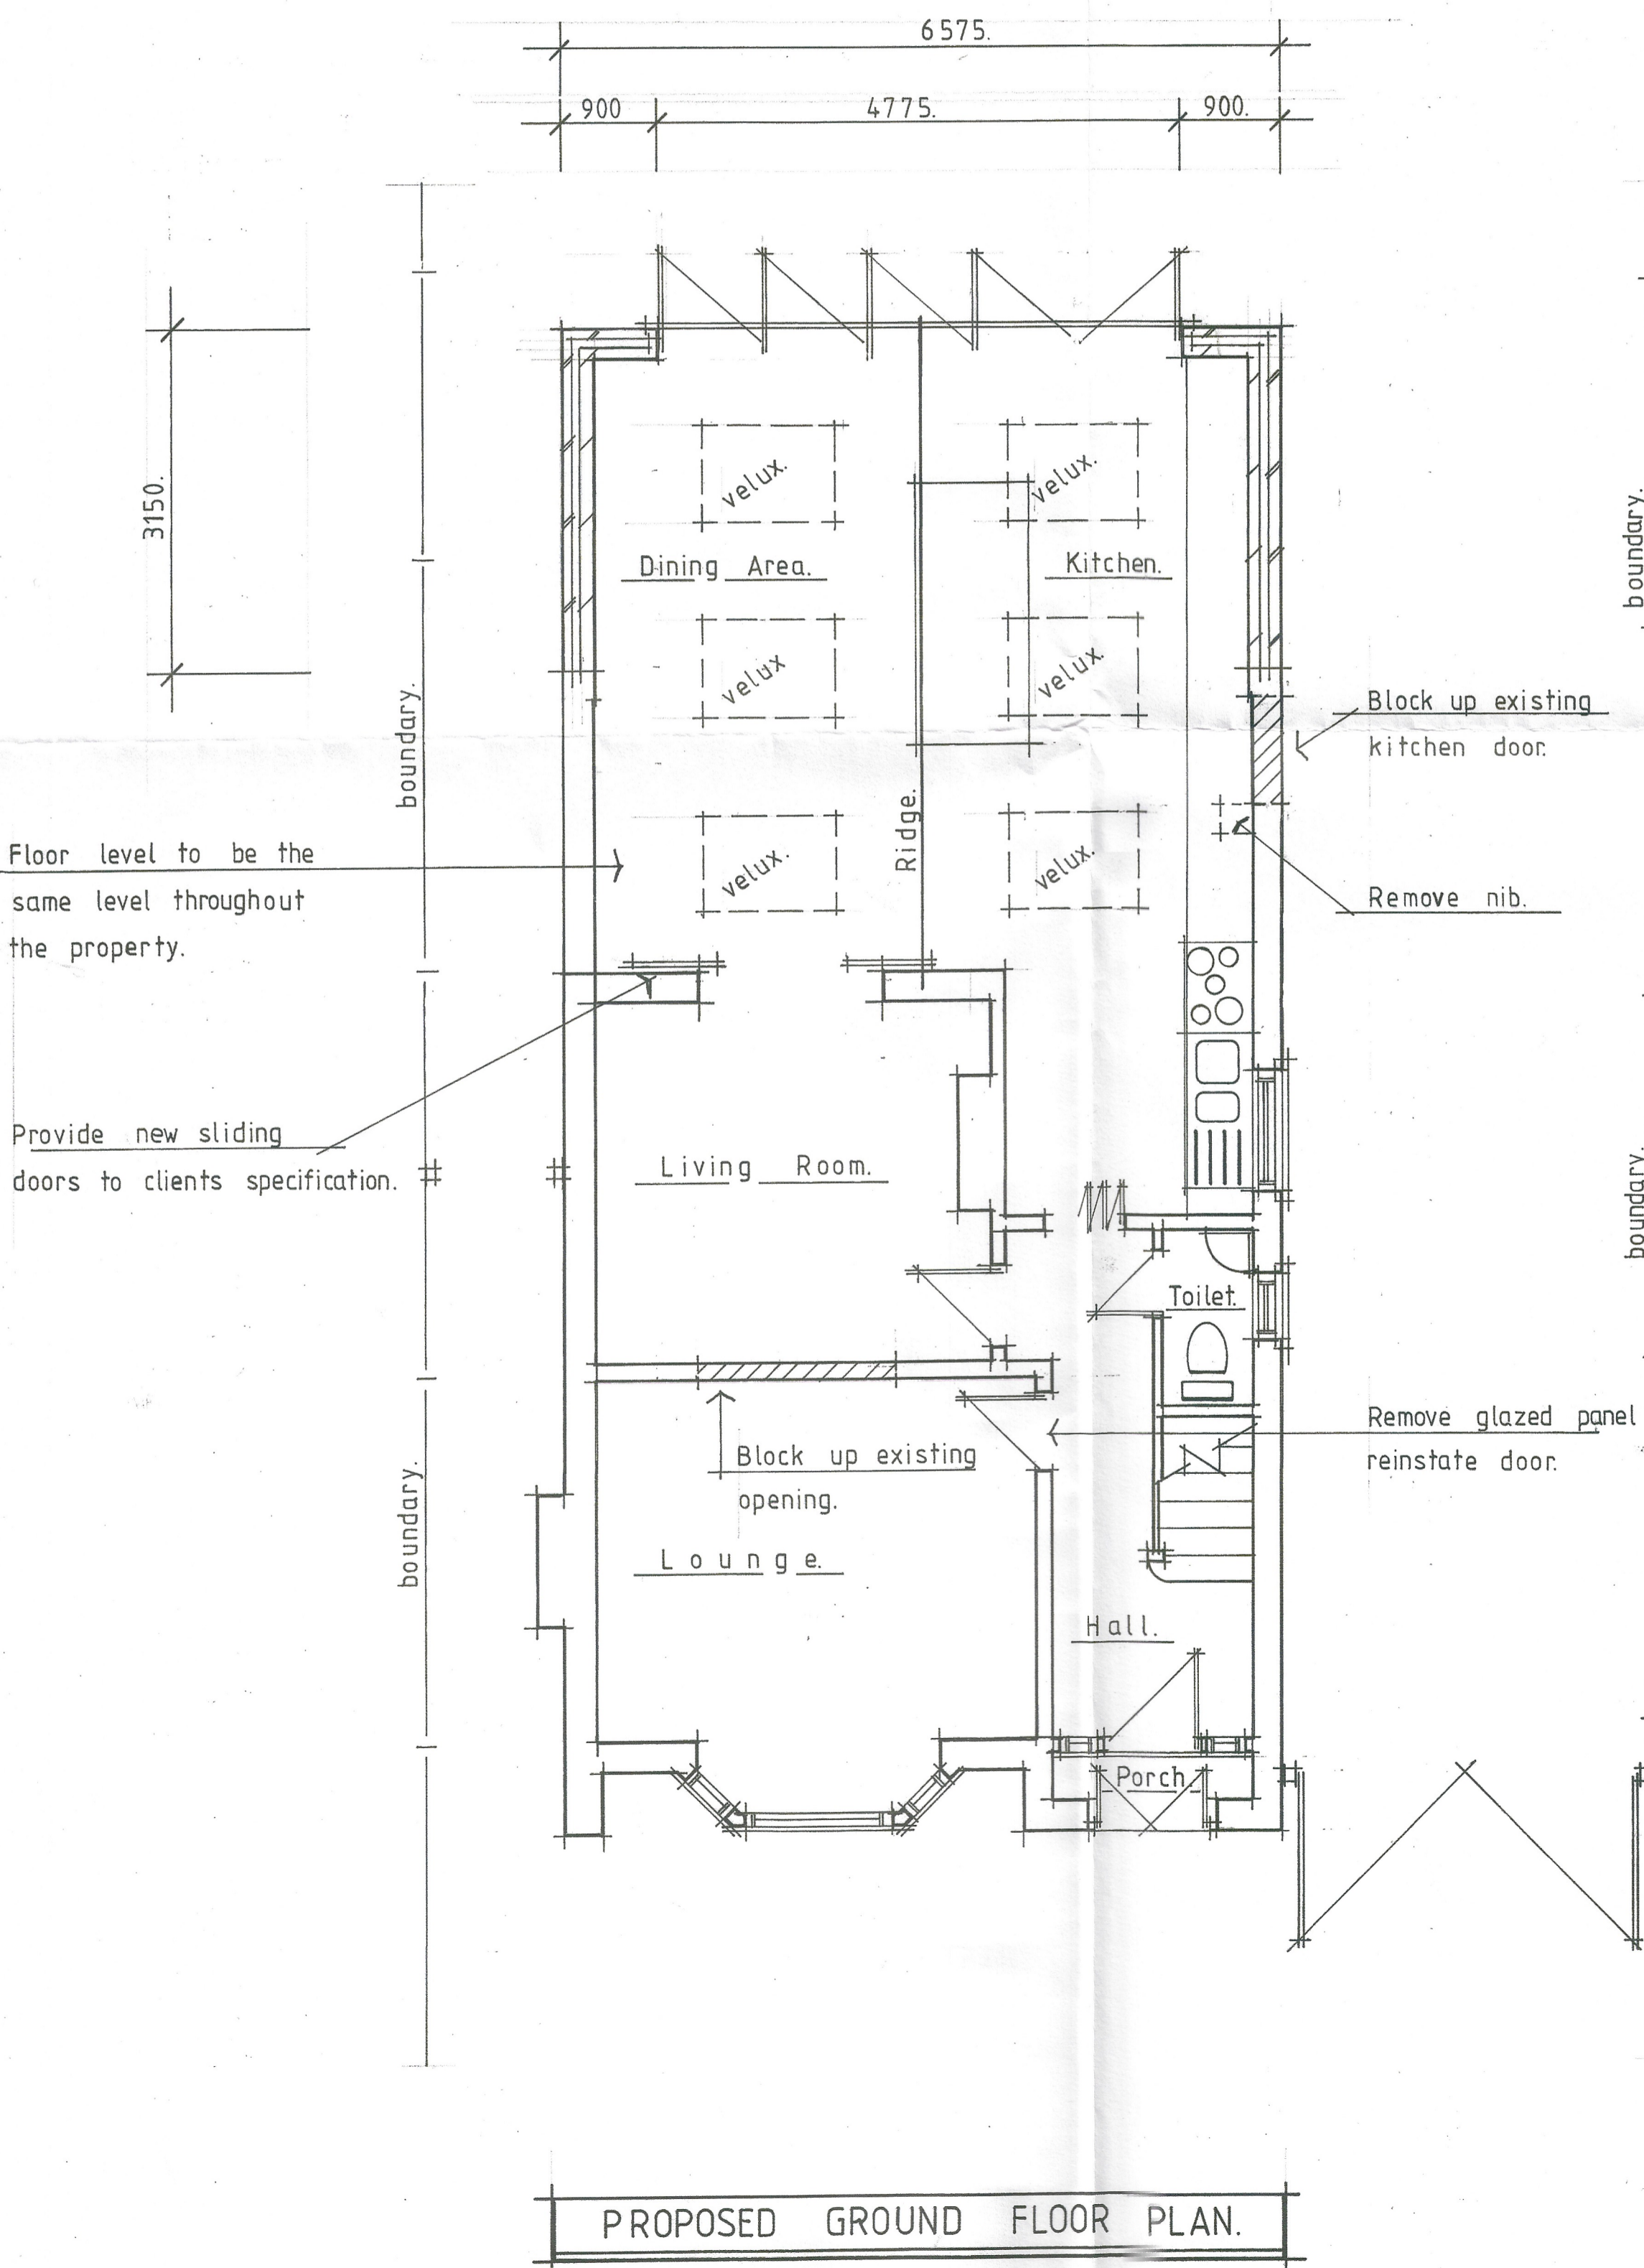 6575.
900
4775.
900.
3150.
boundary.
boundary.
boundary.
boundary.
velux.
velux.
Dining Area.
Kitchen.
velux
velux.
Block up existing
kitchen door.
Ridge.
velux.
velux.
Floor level to be the
same level throughout
the property.
Remove nib.
Provide new sliding
doors to clients specification.
Living Room.
Toilet.
Remove glazed panel
reinstate door.
Block up existing
opening.
Lounge.
Hall.
Porch.
PROPOSED GROUND FLOOR PLAN.